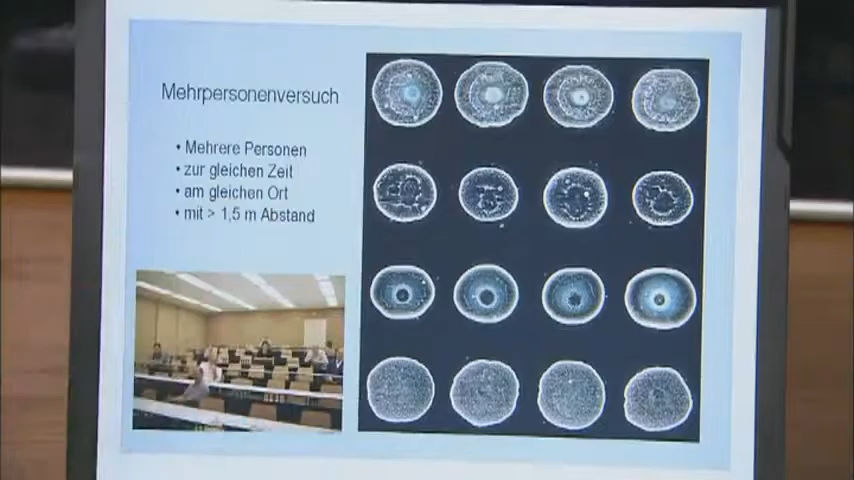 Mehrpersonenversuch
• Mehrere Personen
• zur gleichen Zeit
• am gleichen Ort
• mit > 1,5 m Abstand